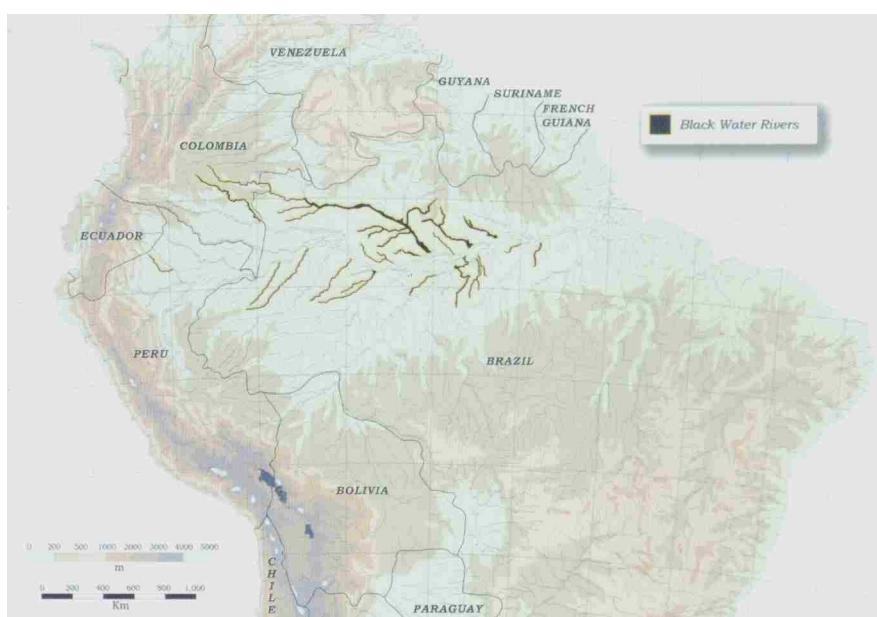 VENEZUELA
GUYANA
SURINAME
FRENCH
GUIANA
Black Water Rivers
COLOMBIA
ECUADOR
PERU
BRAZIL
BOLIVIA
0 200 500 1000 2000 3000 4000 5000
m
0 200 400 600 800 1,000
Km
CHILE
PARAGUAY